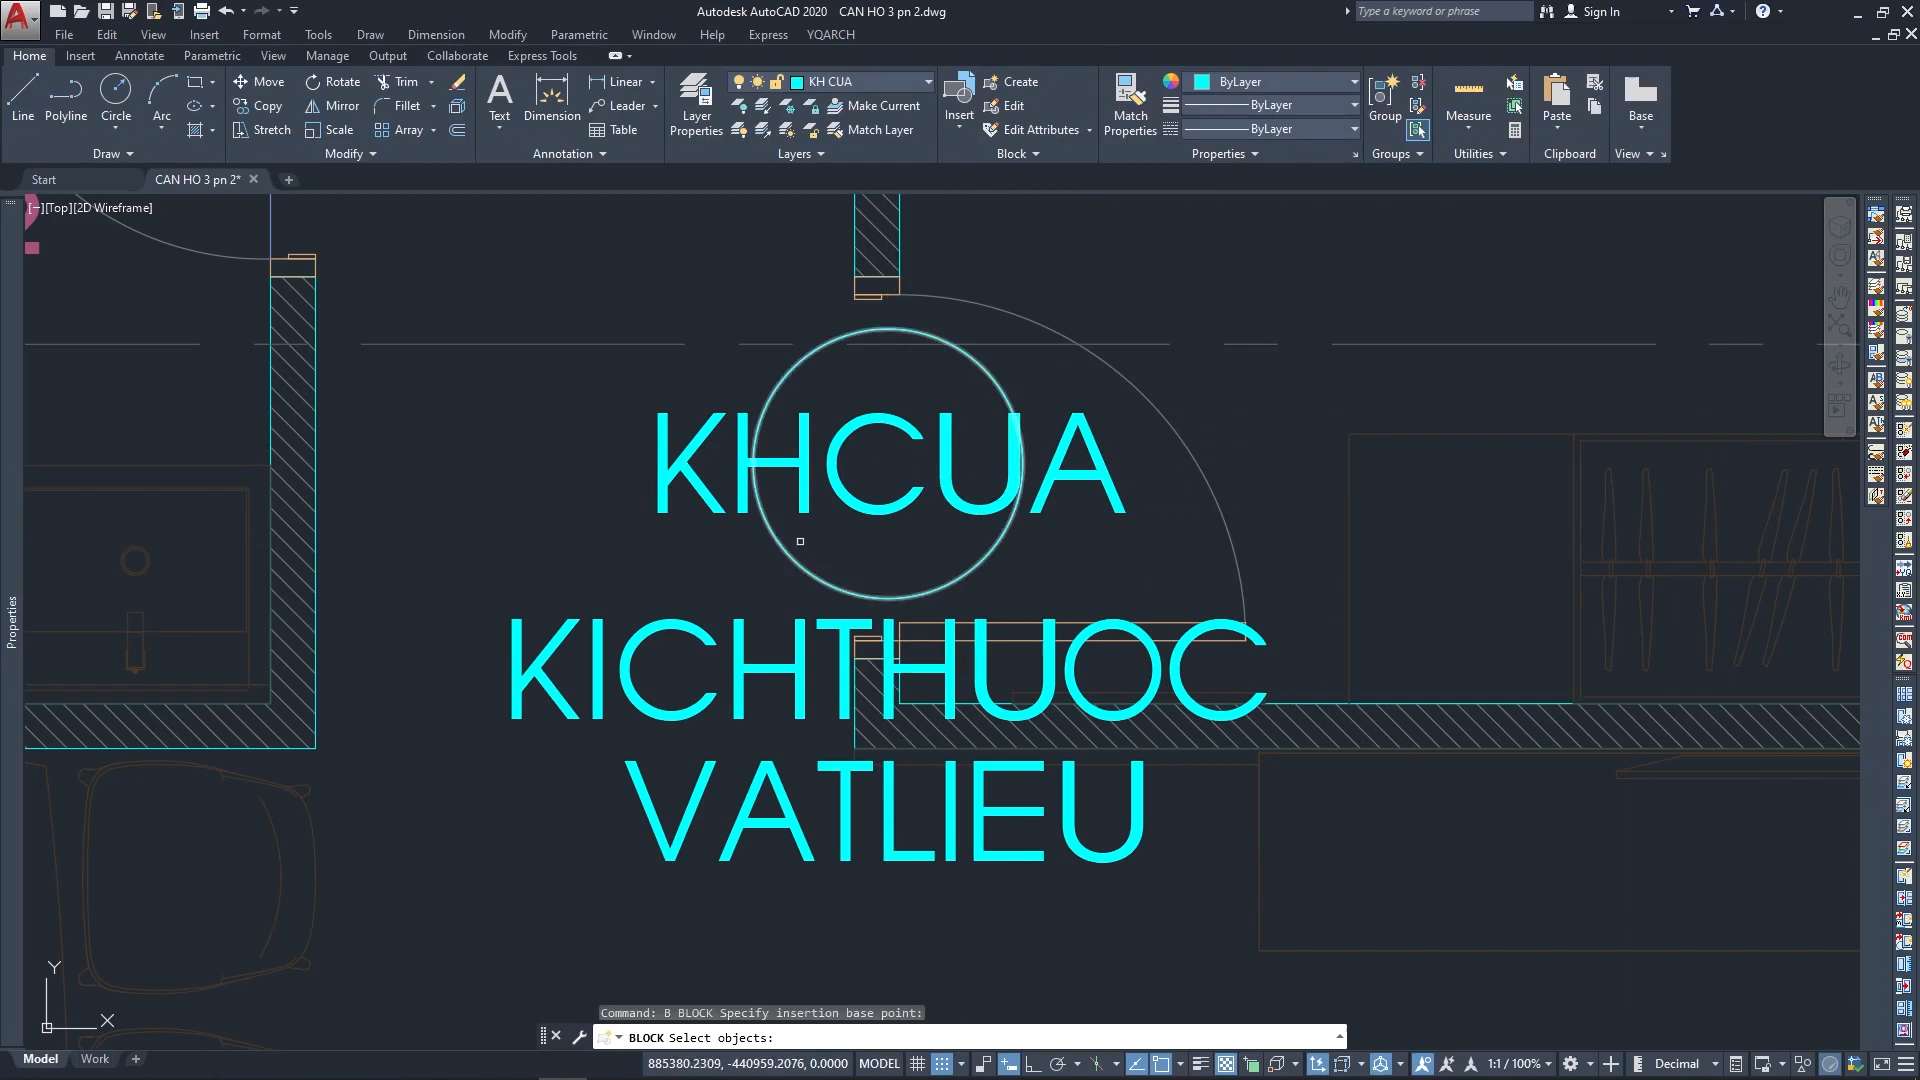 Autodesk AutoCAD 2020 CAN HO 3 pn 2.dwg
Type a keyword or phrase
Sign In
File Edit View Insert Format Tools Draw Dimension Modify Parametric Window Help Express YQARCH
Home Insert Annotate Parametric View Manage Output Collaborate Express Tools
Line Polyline Circle Arc
Draw
Move Rotate Trim
Copy Mirror Fillet
Stretch Scale Array
Modify
Text Dimension
Linear
Leader
Table
Annotation
Layer Properties
KH CUA
Make Current
Match Layer
Layers
Insert
Create
Edit
Edit Attributes
Block
Match Properties
ByLayer
ByLayer
ByLayer
Properties
Group
Groups
Measure
Utilities
Paste
Clipboard
Base
View
Start CAN HO 3 pn 2*
[−][Top][2D Wireframe]
Properties
KHCUA
KICHTHUOC
VATLIEU
Y
X
Command: B BLOCK Specify insertion base point:
BLOCK Select objects:
Model Work
885380.2309, -440959.2076, 0.0000 MODEL
1:1 / 100%
Decimal